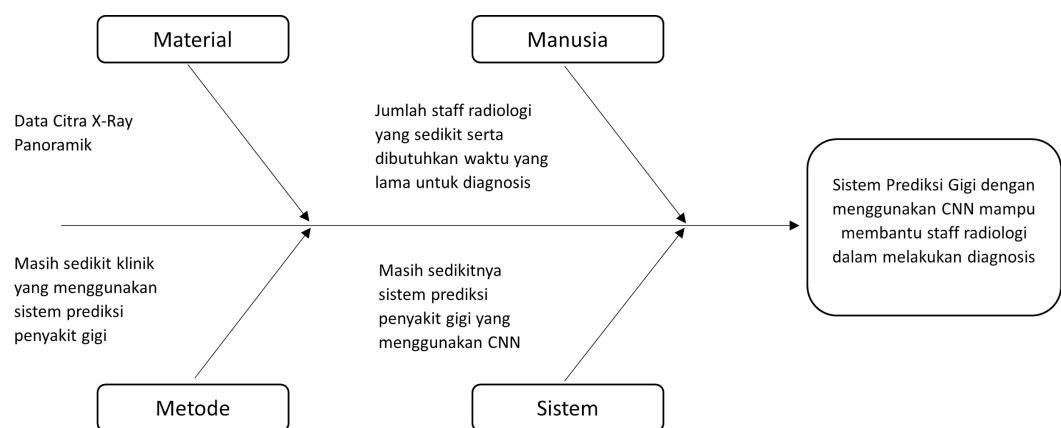 Material
Manusia
Data Citra X-Ray
Panoramik
Jumlah staff radiologi
yang sedikit serta
dibutuhkan waktu yang
lama untuk diagnosis
Sistem Prediksi Gigi dengan
menggunakan CNN mampu
membantu staff radiologi
dalam melakukan diagnosis
Masih sedikit klinik
yang menggunakan
sistem prediksi
penyakit gigi
Masih sedikitnya
sistem prediksi
penyakit gigi yang
menggunakan CNN
Metode
Sistem